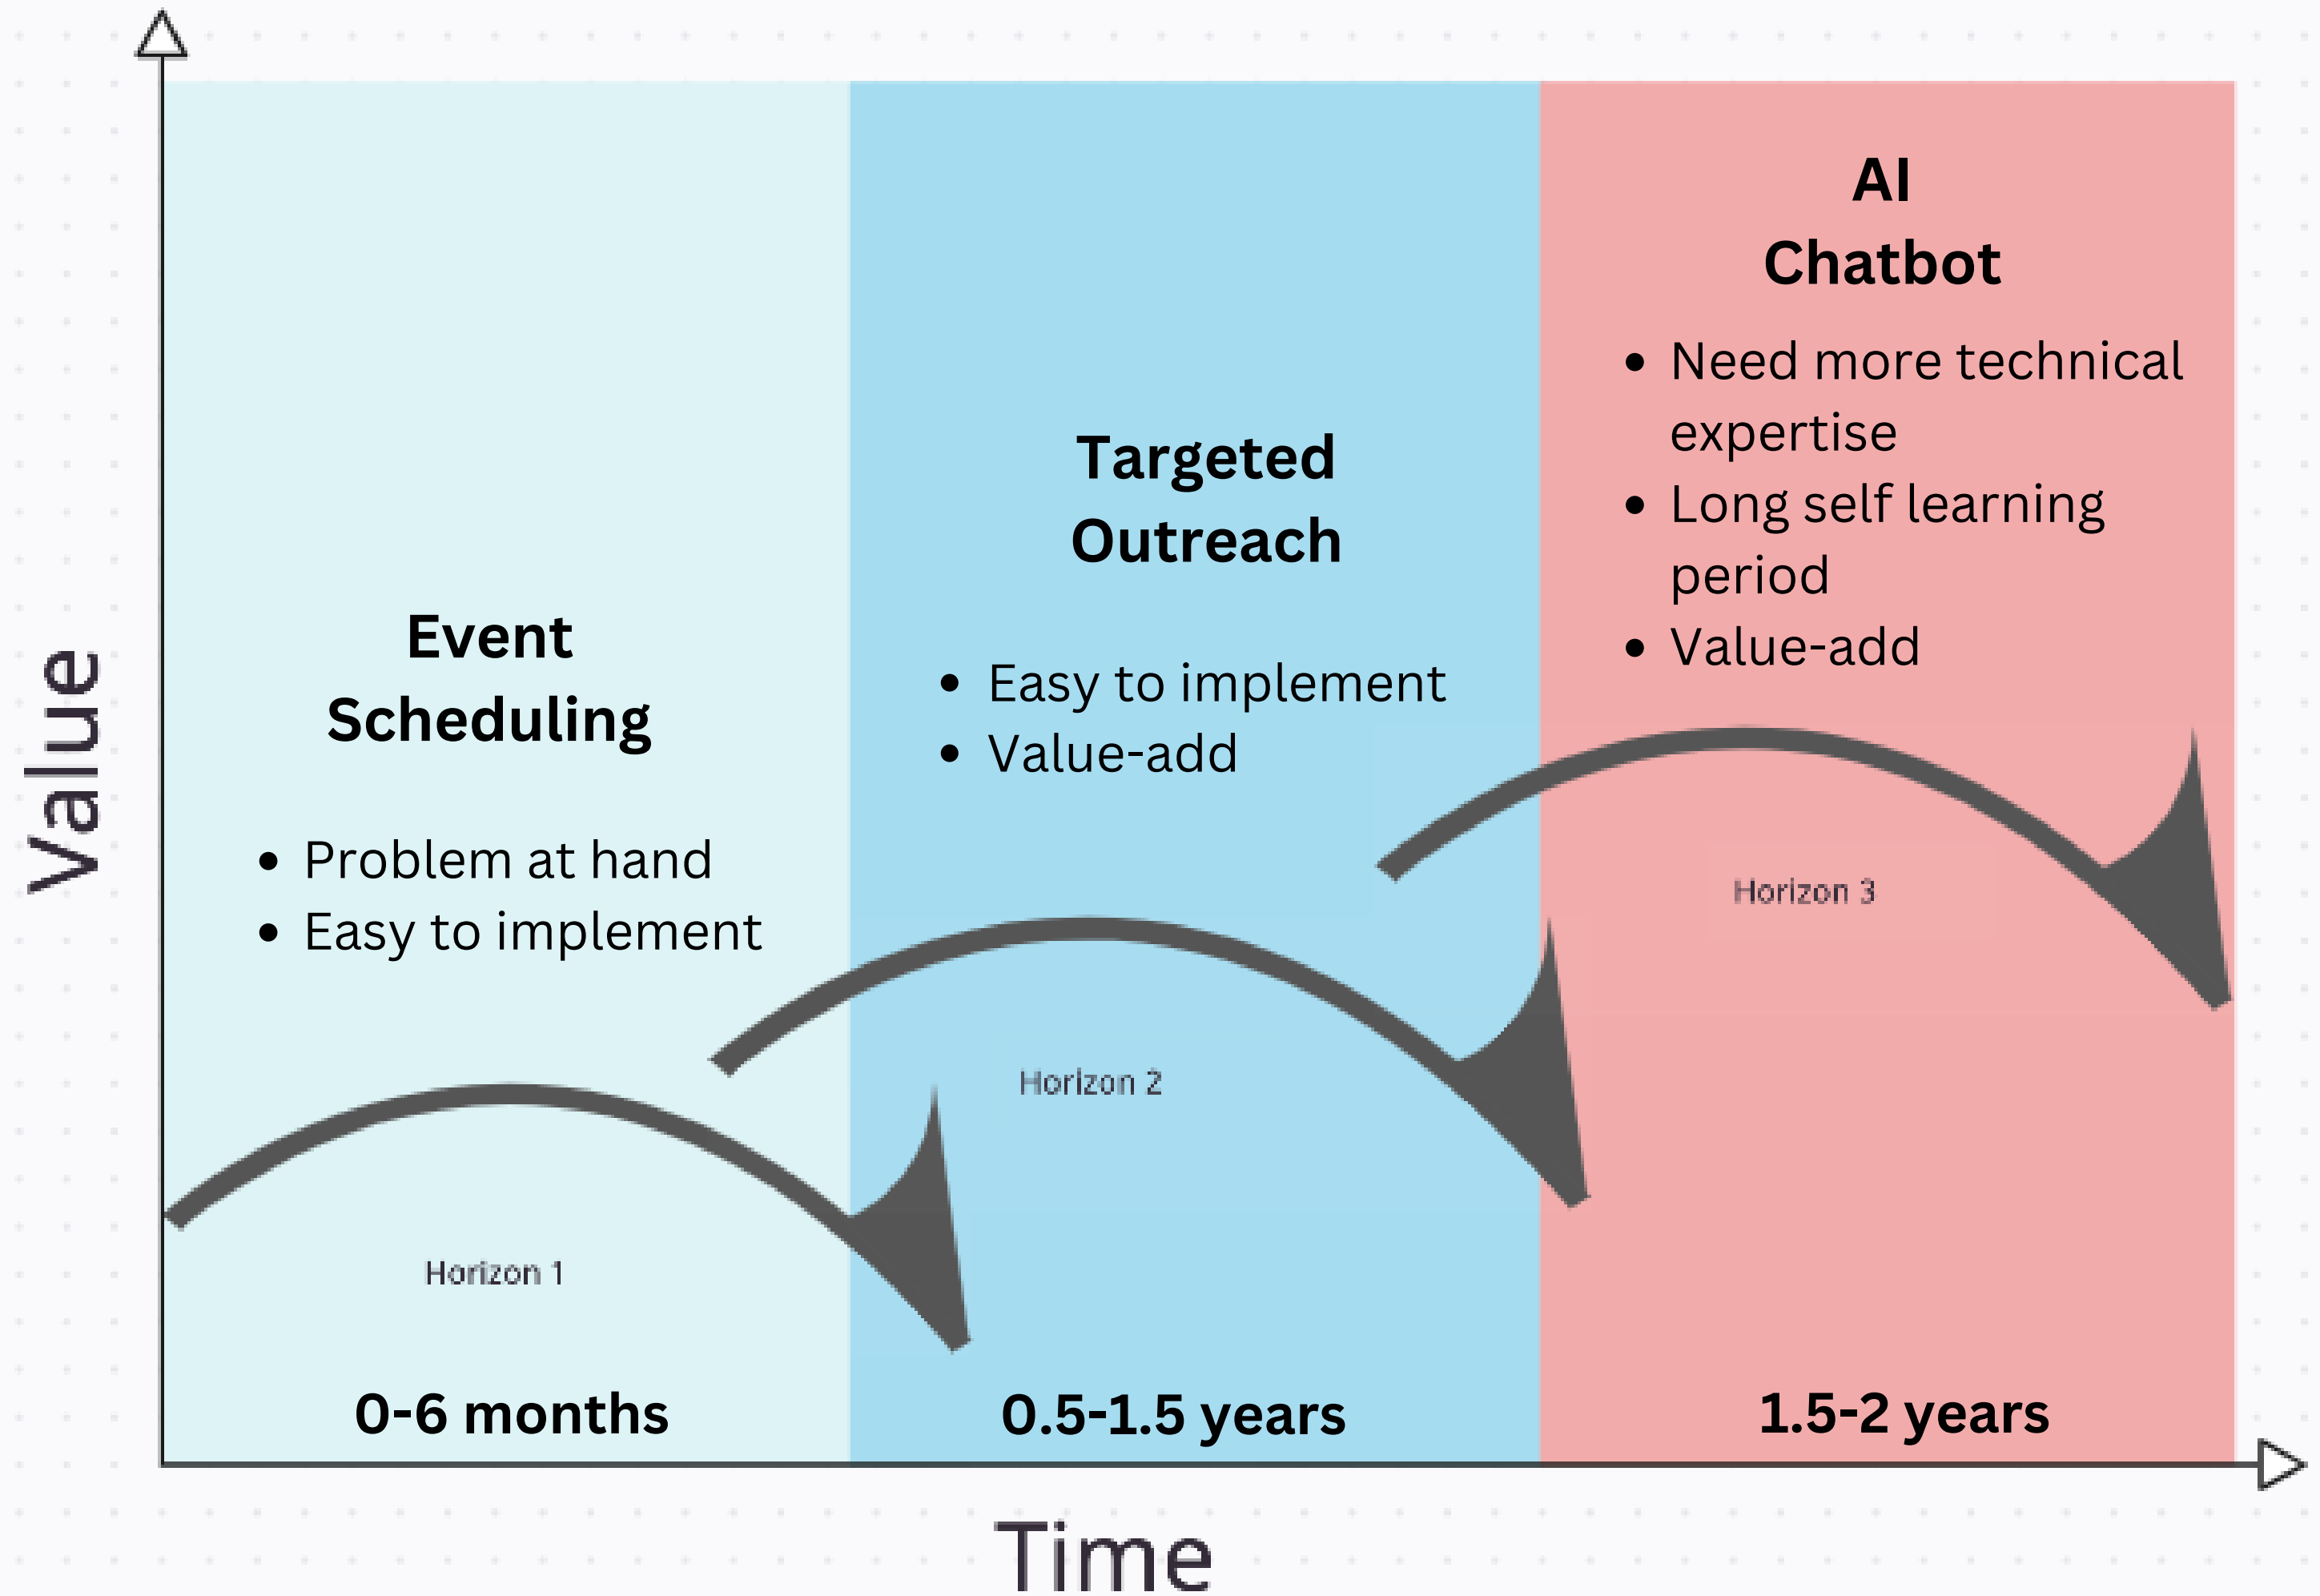 Value
Event
Scheduling
• Problem at hand
• Easy to implement
Horizon 1
0-6 months
Targeted
Outreach
• Easy to implement
• Value-add
Horizon 2
0.5-1.5 years
AI
Chatbot
• Need more technical
expertise
• Long self learning
period
• Value-add
Horizon 3
1.5-2 years
Time